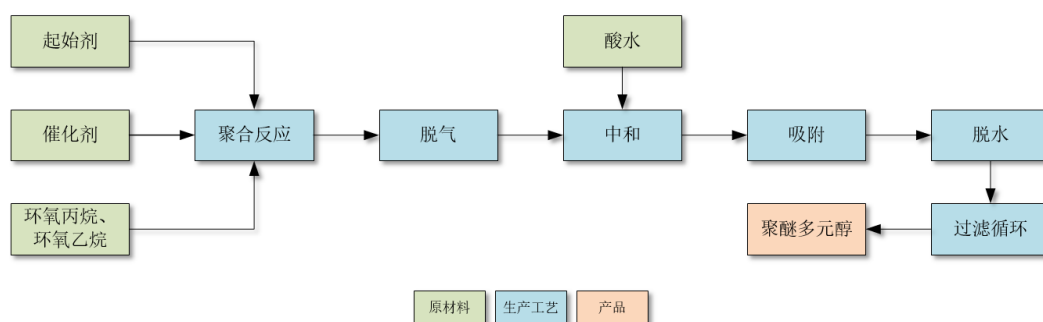 起始剂
酸水
催化剂
聚合反应
脱气
中和
吸附
脱水
环氧丙烷、
环氧乙烷
聚醚多元醇
过滤循环
原材料
生产工艺
产品